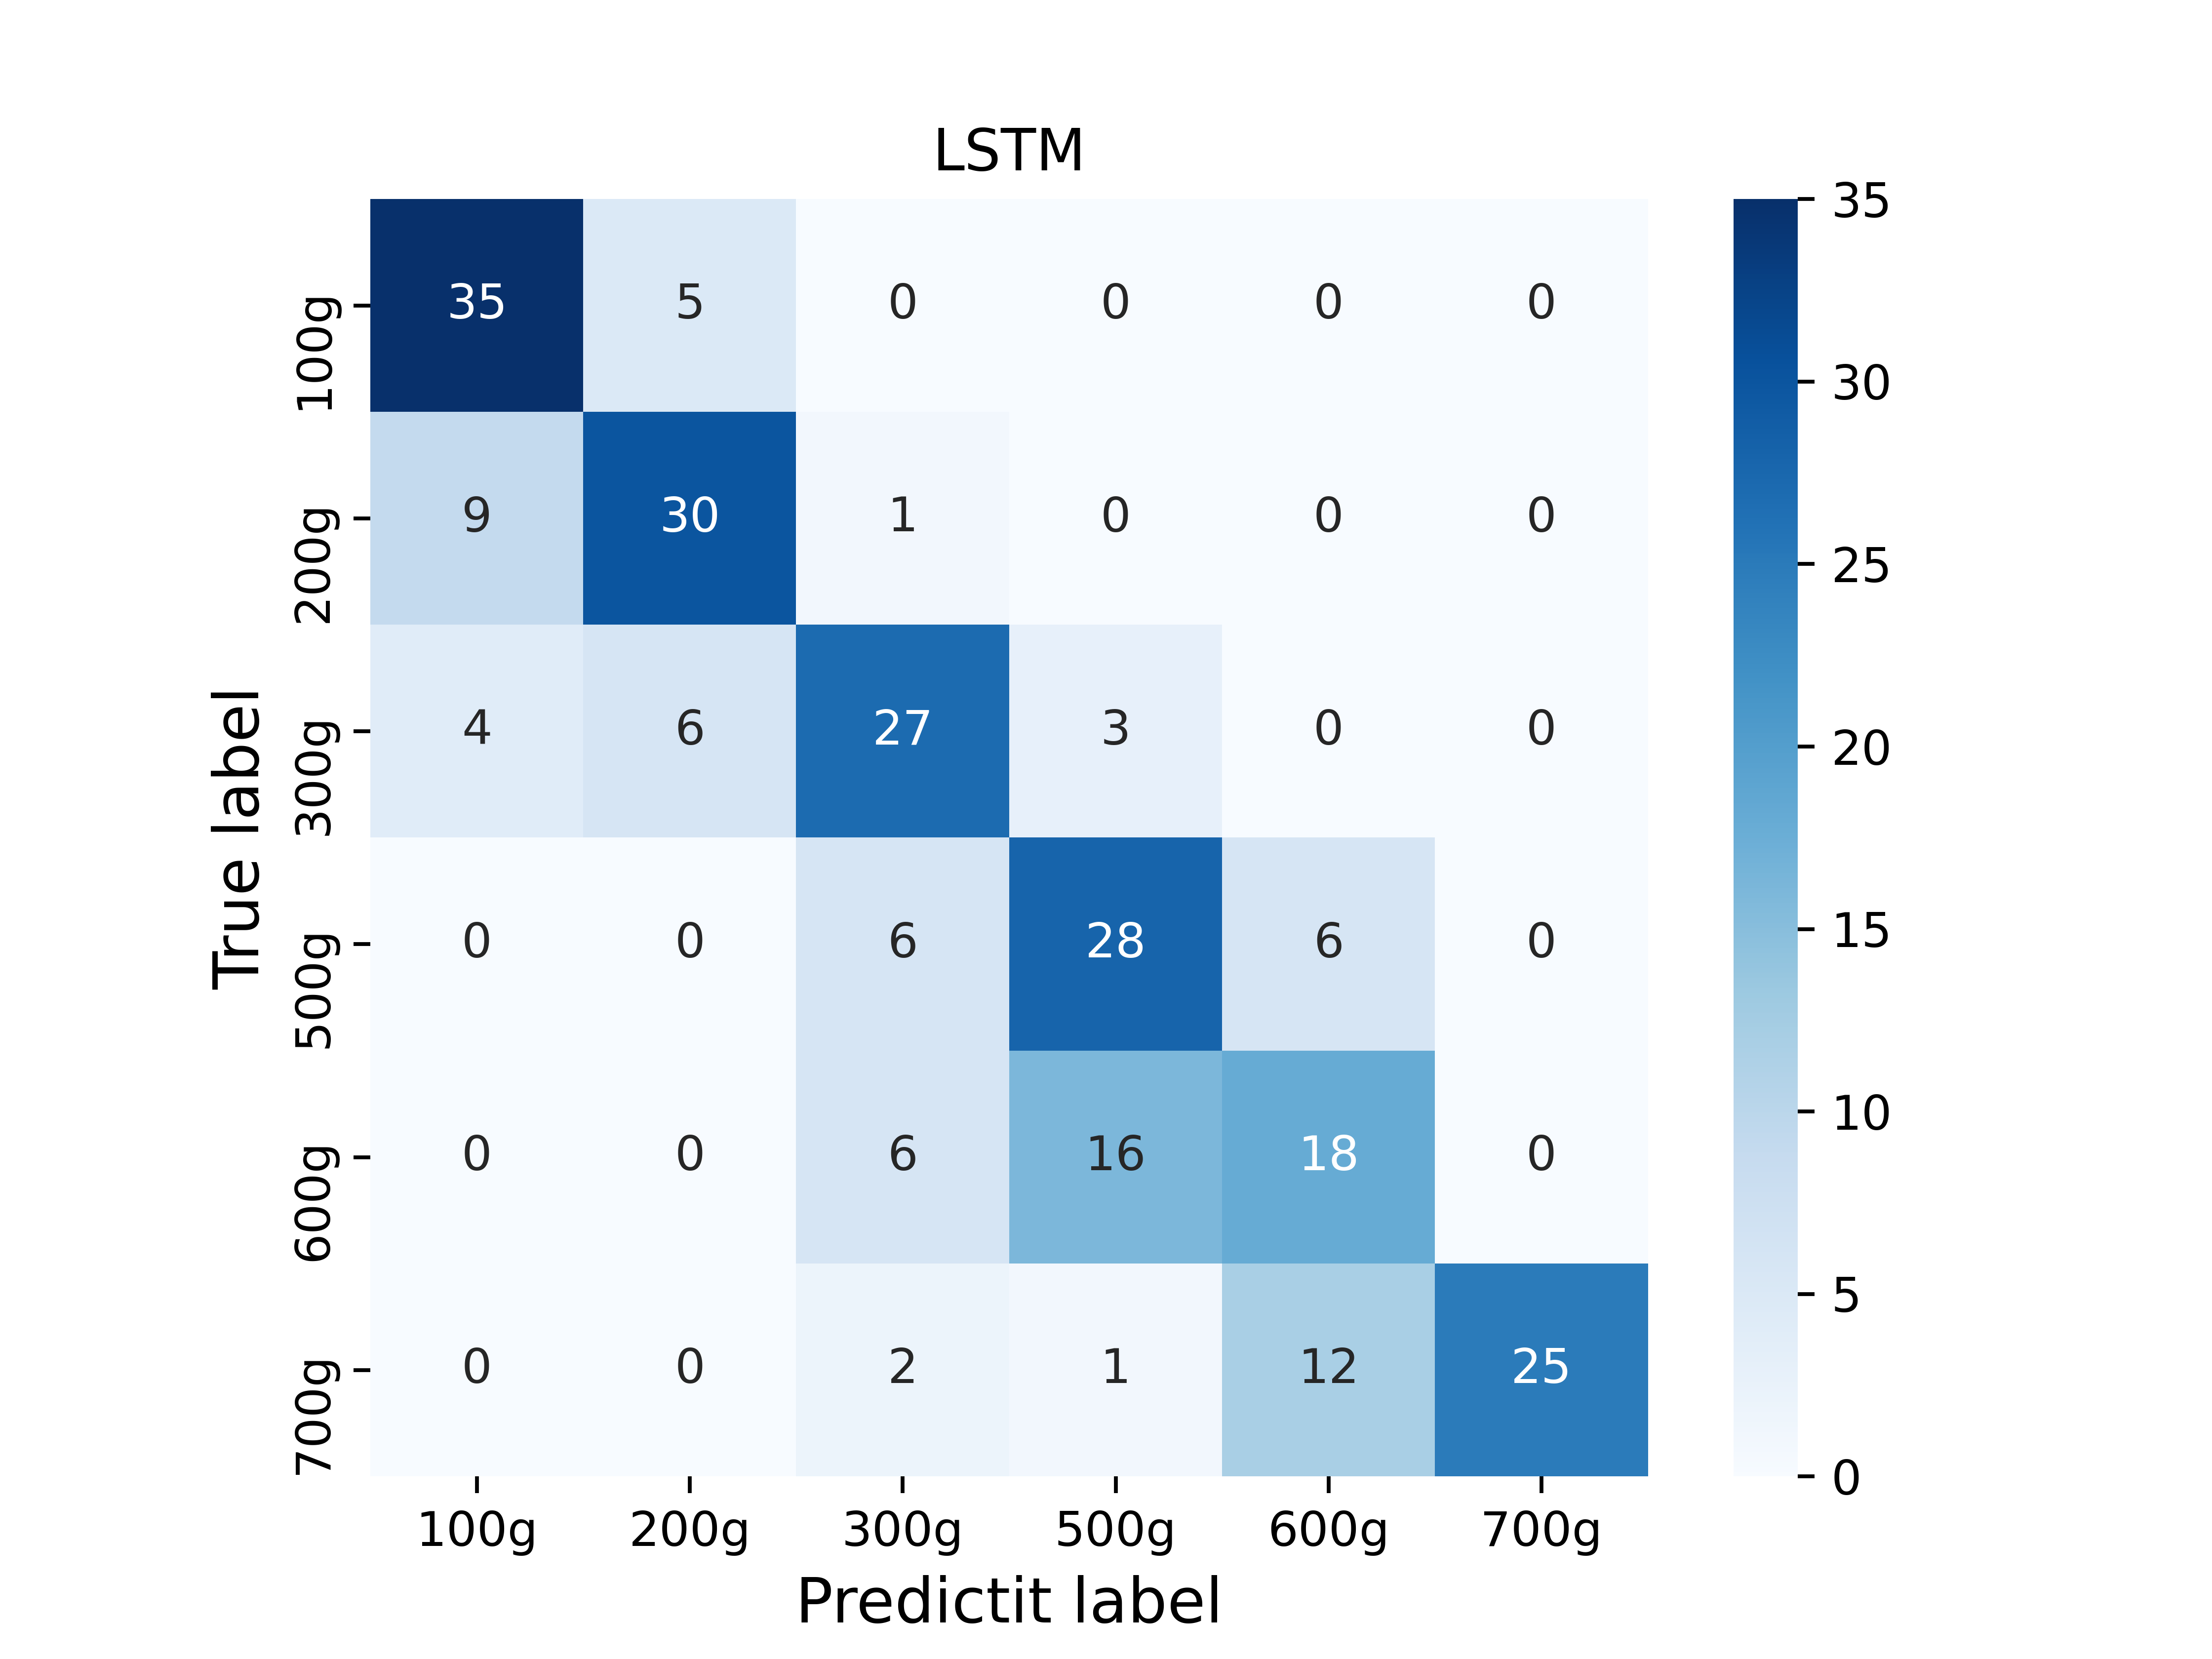 LSTM
True label
100g 35 5 0 0 0 0
200g 9 30 1 0 0 0
300g 4 6 27 3 0 0
500g 0 0 6 28 6 0
600g 0 0 6 16 18 0
700g 0 0 2 1 12 25
100g 200g 300g 500g 600g 700g
Predictit label
35
30
25
20
15
10
5
0